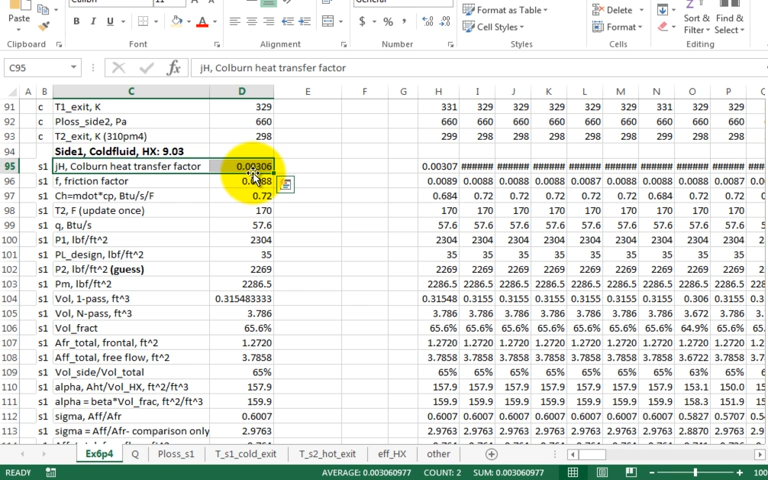 Paste
Calibri
General
Format as Table
Cell Styles
Delete
Format
Sort & Filter
Find & Select
B I U
$ % ,
Clipboard Font Alignment Number Styles Cells Editing
C95 fx jH, Colburn heat transfer factor
A B C D E F G H I J K L M N O P
91 c T1_exit, K 329 331 329 329 329 329 329 331 329 329
92 c Ploss_side2, Pa 660 660 660 660 660 660 660 660 660 660
93 c T2_exit, K (310pm4) 298 299 298 298 298 298 298 299 298 298
94 Side1, Coldfluid, HX: 9.03
95 s1 jH, Colburn heat transfer factor 0.00306 0.00307 ###### ###### ###### ###### ###### ###### ###### ######
96 s1 f, friction factor 0.0088 0.0089 0.0088 0.0088 0.0088 0.0088 0.0088 0.0088 0.0088 0.0087
97 s1 Ch=mdot*cp, Btu/s/F 0.72 0.684 0.72 0.72 0.72 0.72 0.72 0.684 0.72 0.72
98 s1 T2, F (update once) 170 170 170 170 170 170 170 170 170 170
99 s1 q, Btu/s 57.6 57.6 57.6 57.6 57.6 57.6 57.6 57.6 57.6 57.6
100 s1 P1, lbf/ft^2 2304 2304 2304 2304 2304 2304 2304 2304 2304 2304
101 s1 PL_design, lbf/ft^2 35 35 35 35 35 35 35 35 35 35
102 s1 P2, lbf/ft^2 (guess) 2269 2269 2269 2269 2269 2269 2269 2269 2269 2269
103 s1 Pm, lbf/ft^2 2286.5 2286.5 2286.5 2286.5 2286.5 2286.5 2286.5 2286.5 2286.5 2286.5
104 s1 Vol, 1-pass, ft^3 0.315483333 0.31548 0.3155 0.3155 0.3155 0.3155 0.3155 0.3155 0.306 0.3155
105 s1 Vol, N-pass, ft^3 3.786 3.786 3.786 3.786 3.786 3.786 3.786 3.786 3.672 3.786
106 s1 Vol_fract 65.6% 65.6% 65.6% 65.6% 65.6% 65.6% 65.6% 65.6% 64.9% 65.6%
107 s1 Afr_total, frontal, ft^2 1.2720 1.2720 1.2720 1.2720 1.2720 1.2720 1.2720 1.2720 1.2720 1.2720
108 s1 Aff_total, free flow, ft^2 3.7858 3.7858 3.7858 3.7858 3.7858 3.7858 3.7858 3.7858 3.6722 3.7858
109 s1 Vol_side/Vol_total 65% 65% 65% 65% 65% 65% 65% 65% 63% 65%
110 s1 alpha, Aht/Vol_HX, ft^2/ft^3 157.9 157.9 157.9 157.9 157.9 157.9 157.9 157.9 153.1 150.0
111 s1 alpha = beta*Vol_frac, ft^2/ft^3 159.9 159.9 159.9 159.9 159.9 159.9 159.9 159.9 158.3 151.9
112 s1 sigma, Aff/Afr 0.6007 0.6007 0.6007 0.6007 0.6007 0.6007 0.6007 0.6007 0.5827 0.5707
113 s1 sigma = Aff/Afr- comparison only 2.9763 2.9763 2.9763 2.9763 2.9763 2.9763 2.9763 2.9763 2.8870 2.9763
Ex6p4 Q Ploss_s1 T_s1_cold_exit T_s2_hot_exit eff_HX other
READY AVERAGE: 0.003060977 COUNT: 2 SUM: 0.003060977 100